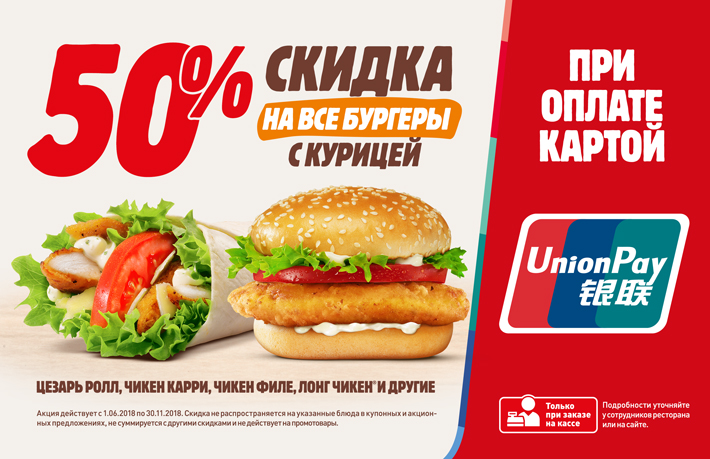 50%
СКИДКА
НА ВСЕ БУРГЕРЫ
С КУРИЦЕЙ
ЦЕЗАРЬ РОЛЛ, ЧИКЕН КАРРИ, ЧИКЕН ФИЛЕ, ЛОНГ ЧИКЕН® И ДРУГИЕ
Акция действует с 1.06.2018 по 30.11.2018. Скидка не распространяется на указанные блюда в купонных и акцион-
ных предложениях, не суммируется с другими скидками и не действует на промотовары.
ПРИ
ОПЛАТЕ
КАРТОЙ
UnionPay
银联
Только
при заказе
на кассе
Подробности уточняйте
у сотрудников ресторана
или на сайте.